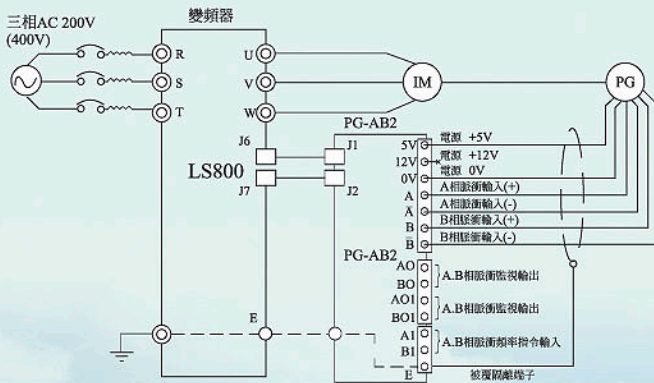 三相AC 200V
(400V)
變頻器
R
S
T
U
V
W
IM
PG
J6
J7
LS800
J1
J2
PG-AB2
5V 電源 +5V
12V 電源 +12V
0V 電源 0V
A A相脈衝輸入(+)
A̅ A相脈衝輸入(-)
B B相脈衝輸入(+)
B̅ B相脈衝輸入(-)
PG-AB2
AO
BO
A.B相脈衝監視輸出
AO1
BO1
A.B相脈衝監視輸出
A1
B1
A.B相脈衝頻率指令輸入
E
E
被覆隔離端子